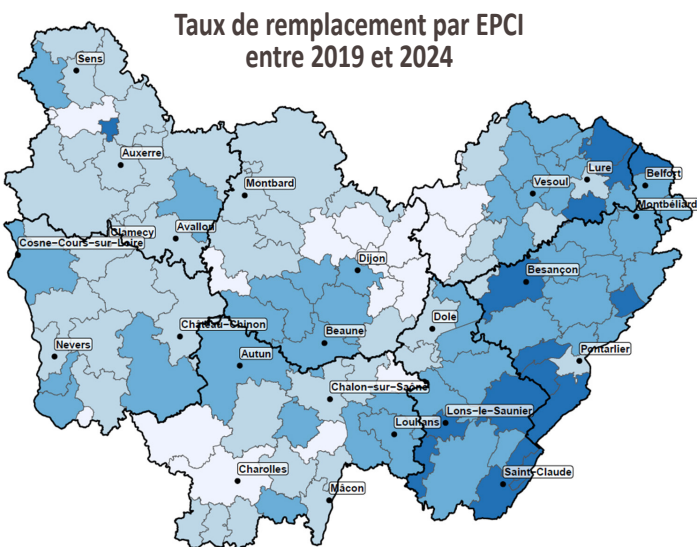 Taux de remplacement par EPCI
entre 2019 et 2024
Sens
Auxerre
Montbard
Vesoul
Lure
Belfort
Montbéliard
Clamecy
Avallon
Cosne-Cours-sur-Loire
Dijon
Besançon
Château-Chinon
Beaune
Dole
Nevers
Autun
Pontarlier
Chalon-sur-Saône
Louhans
Lons-le-Saunier
Charolles
Mâcon
Saint-Claude